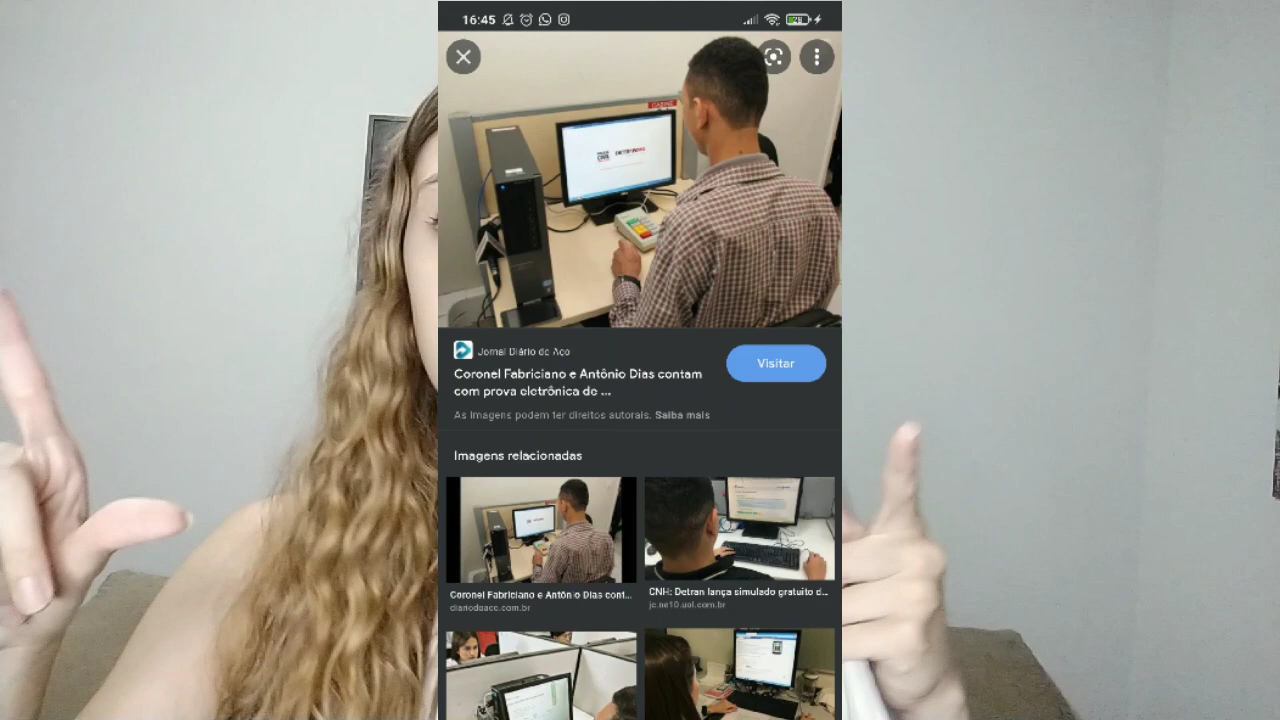 16:45
Jornal Diário do Aço
Coronel Fabriciano e Antônio Dias contam
com prova eletrônica de ...
Visitar
As imagens podem ter direitos autorais. Saiba mais
Imagens relacionadas
Coronel Fabriciano e Antônio Dias cont...
diariodoaco.com.br
CNH: Detran lança simulado gratuito d...
jc.ne10.uol.com.br